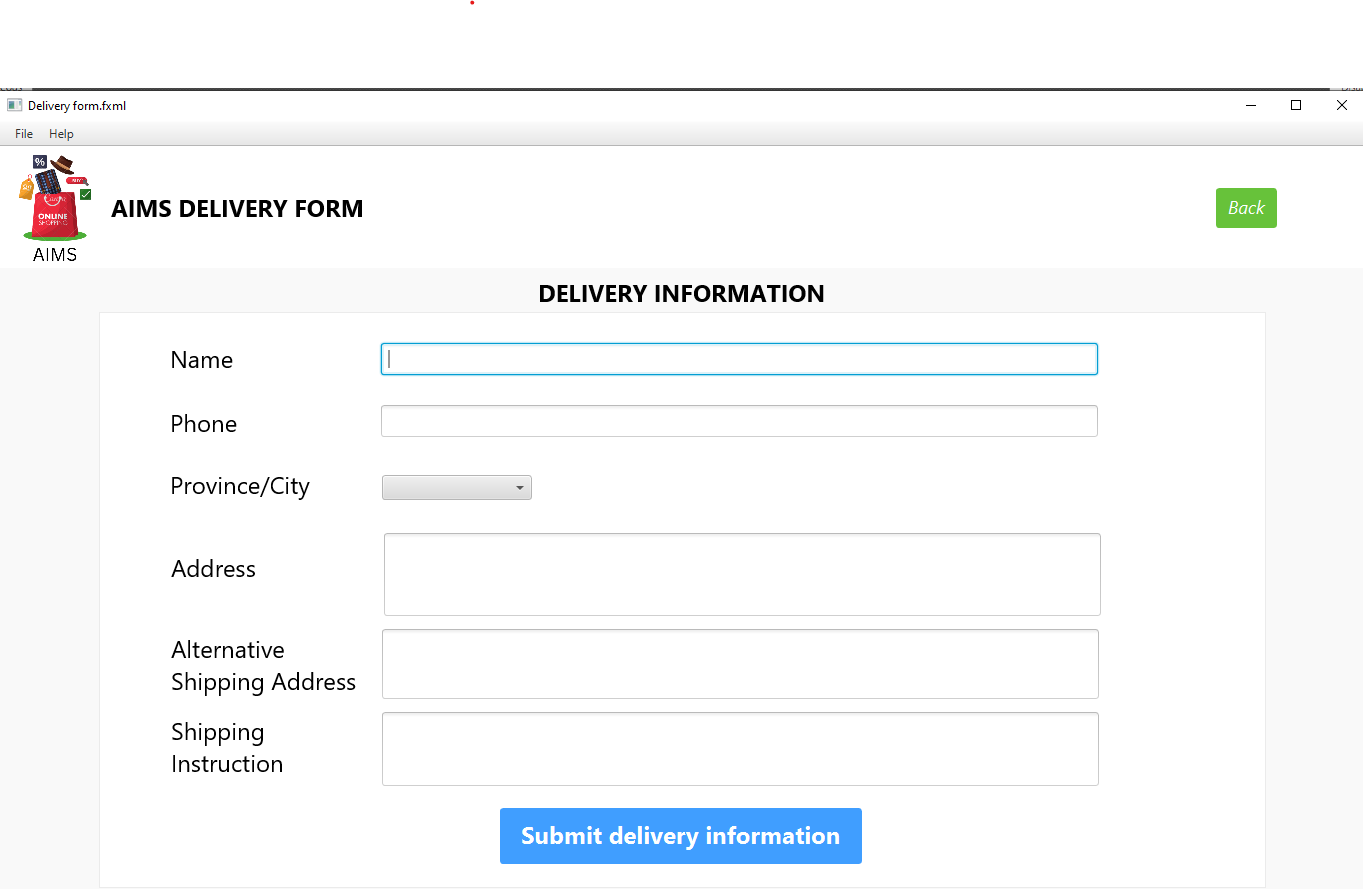 Delivery form.fxml
File Help
%
BUY
ONLINE
SHOPPING
AIMS
AIMS DELIVERY FORM
Back
DELIVERY INFORMATION
Name
Phone
Province/City
Address
Alternative
Shipping Address
Shipping
Instruction
Submit delivery information